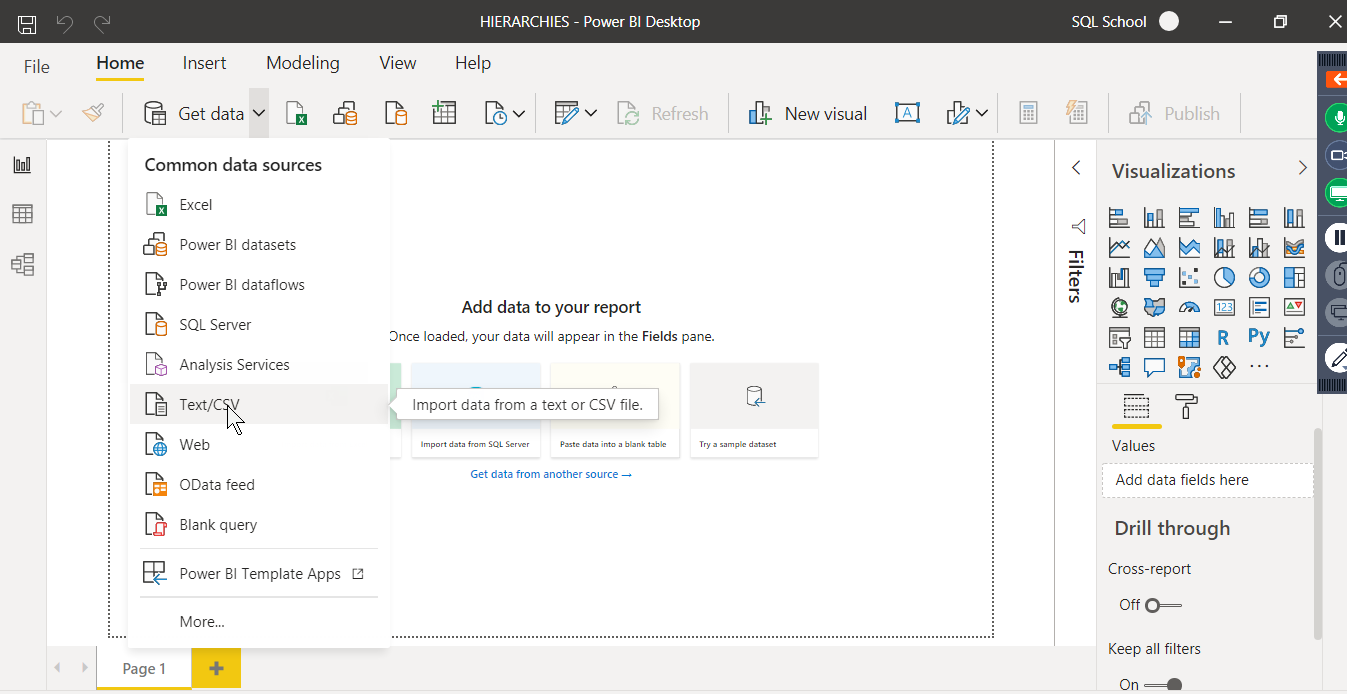 HIERARCHIES - Power BI Desktop
SQL School
File
Home
Insert
Modeling
View
Help
Get data
Refresh
New visual
Publish
Common data sources
Excel
Power BI datasets
Power BI dataflows
SQL Server
Analysis Services
Text/CSV
Web
OData feed
Blank query
Power BI Template Apps
More...
Import data from a text or CSV file.
Add data to your report
Once loaded, your data will appear in the Fields pane.
Import data from SQL Server
Paste data into a blank table
Try a sample dataset
Get data from another source →
Filters
Visualizations
123
R
Py
...
Values
Add data fields here
Drill through
Cross-report
Off
Keep all filters
On
Page 1